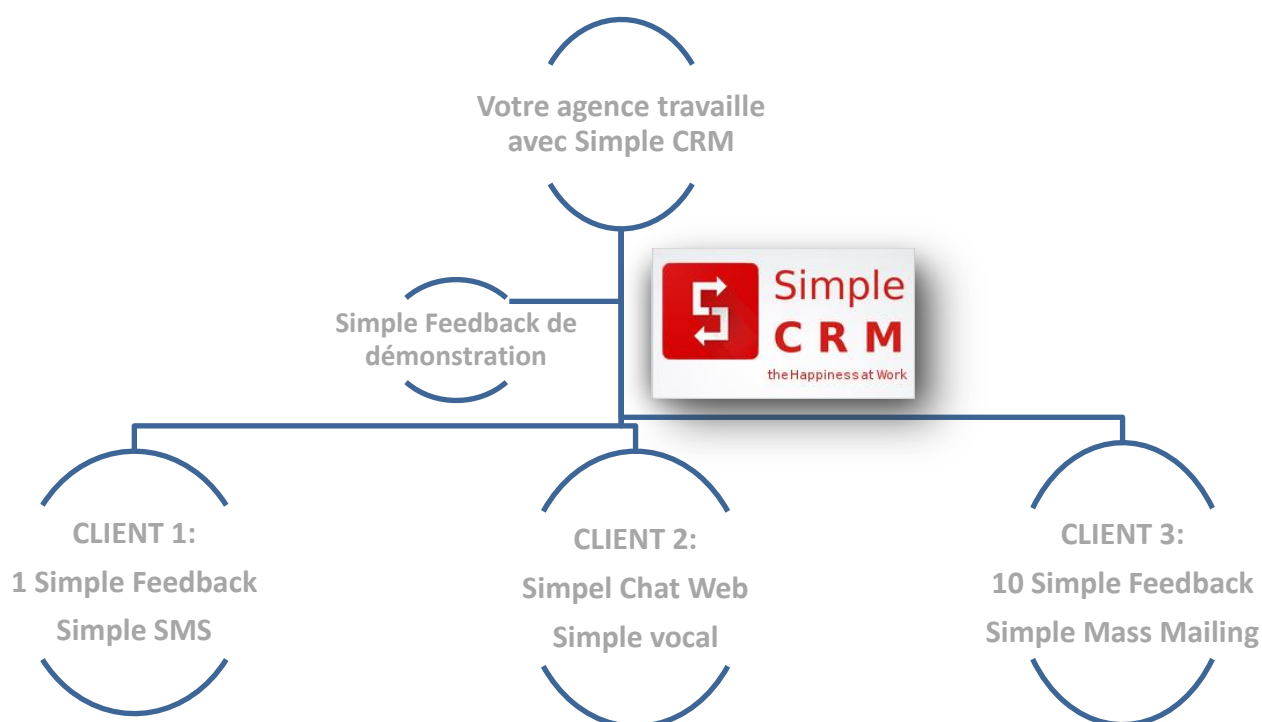 Votre agence travaille
avec Simple CRM
Simple
CRM
the Happiness at Work
Simple Feedback de
démonstration
CLIENT 1:
1 Simple Feedback
Simple SMS
CLIENT 2:
Simpel Chat Web
Simple vocal
CLIENT 3:
10 Simple Feedback
Simple Mass Mailing